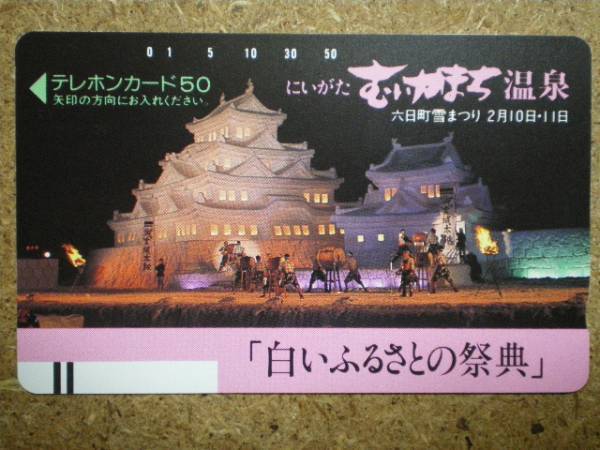 0 1 5 10 30 50
テレホンカード50
矢印の方向にお入れください。
にいがた むいかまち 温泉
六日町雪まつり 2月10日・11日
「白いふるさとの祭典」